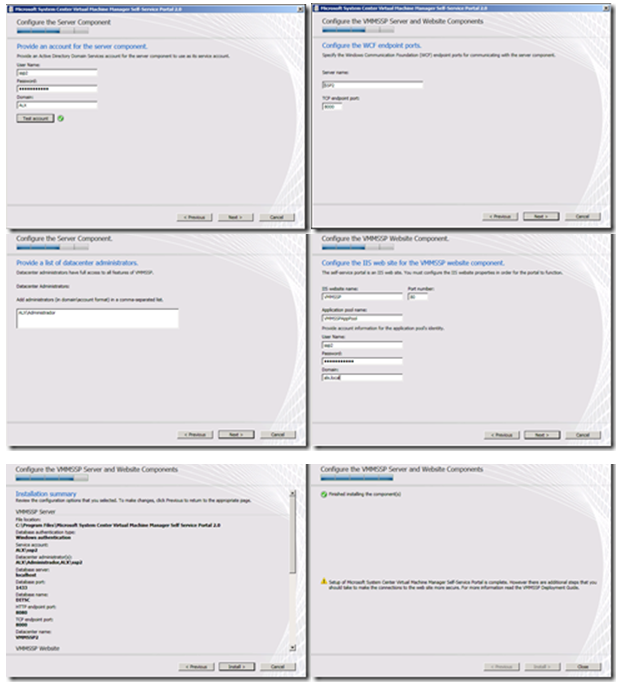 Microsoft System Center Virtual Machine Manager Self-Service Portal 2.0
Configure the Server Component
Provide an account for the server component.
Provide an Active Directory Domain Services account for the server component to use as its service account.
User Name:
Password:
Domain:
ALX
Test account
< Previous
Next >
Cancel
Microsoft System Center Virtual Machine Manager Self-Service Portal 2.0
Configure the VMMSSP Server and Website Components
Configure the WCF endpoint ports.
Specify the Windows Communication Foundation (WCF) endpoint ports for communicating with the server component.
Server name:
TCP endpoint port:
8000
< Previous
Next >
Cancel
Configure the Server Component.
Provide a list of datacenter administrators.
Datacenter administrators have full access to all features of VMMSSP.
Datacenter Administrators:
Add administrators (in domain\account format) in a comma-separated list.
ALX\Administrador
< Previous
Next >
Cancel
Configure the VMMSSP Website Component.
Configure the IIS web site for the VMMSSP website component.
The self-service portal is an IIS web site. You must configure the IIS website properties in order for the portal to function.
IIS website name:
Port number:
VMMSSP
80
Application pool name:
VMMSSPAppPool
Provide account information for the application pool's identity.
User Name:
Password:
Domain:
alx.local
< Previous
Next >
Cancel
Configure the VMMSSP Server and Website Components
Installation summary
Review the configuration options that you selected. To make changes, click Previous to return to the appropriate page.
VMMSSP Server
File location:
C:\Program Files\Microsoft System Center Virtual Machine Manager Self Service Portal 2.0
Database authentication type:
Windows authentication
Service account:
ALX\ssp2
Datacenter administrator(s):
ALX\Administrador,ALX\ssp2
Database server:
localhost
Database port:
1433
Database name:
DITSC
HTTP endpoint port:
8080
TCP endpoint port:
8000
Datacenter name:
VMMSSP2
VMMSSP Website
< Previous
Install >
Cancel
Configure the VMMSSP Server and Website Components
Finished installing the component(s)
Setup of Microsoft System Center Virtual Machine Manager Self-Service Portal is complete. However there are additional steps that you
should take to make the connections to the web site more secure. For more information read the VMMSSP Deployment Guide.
< Previous
Install >
Close